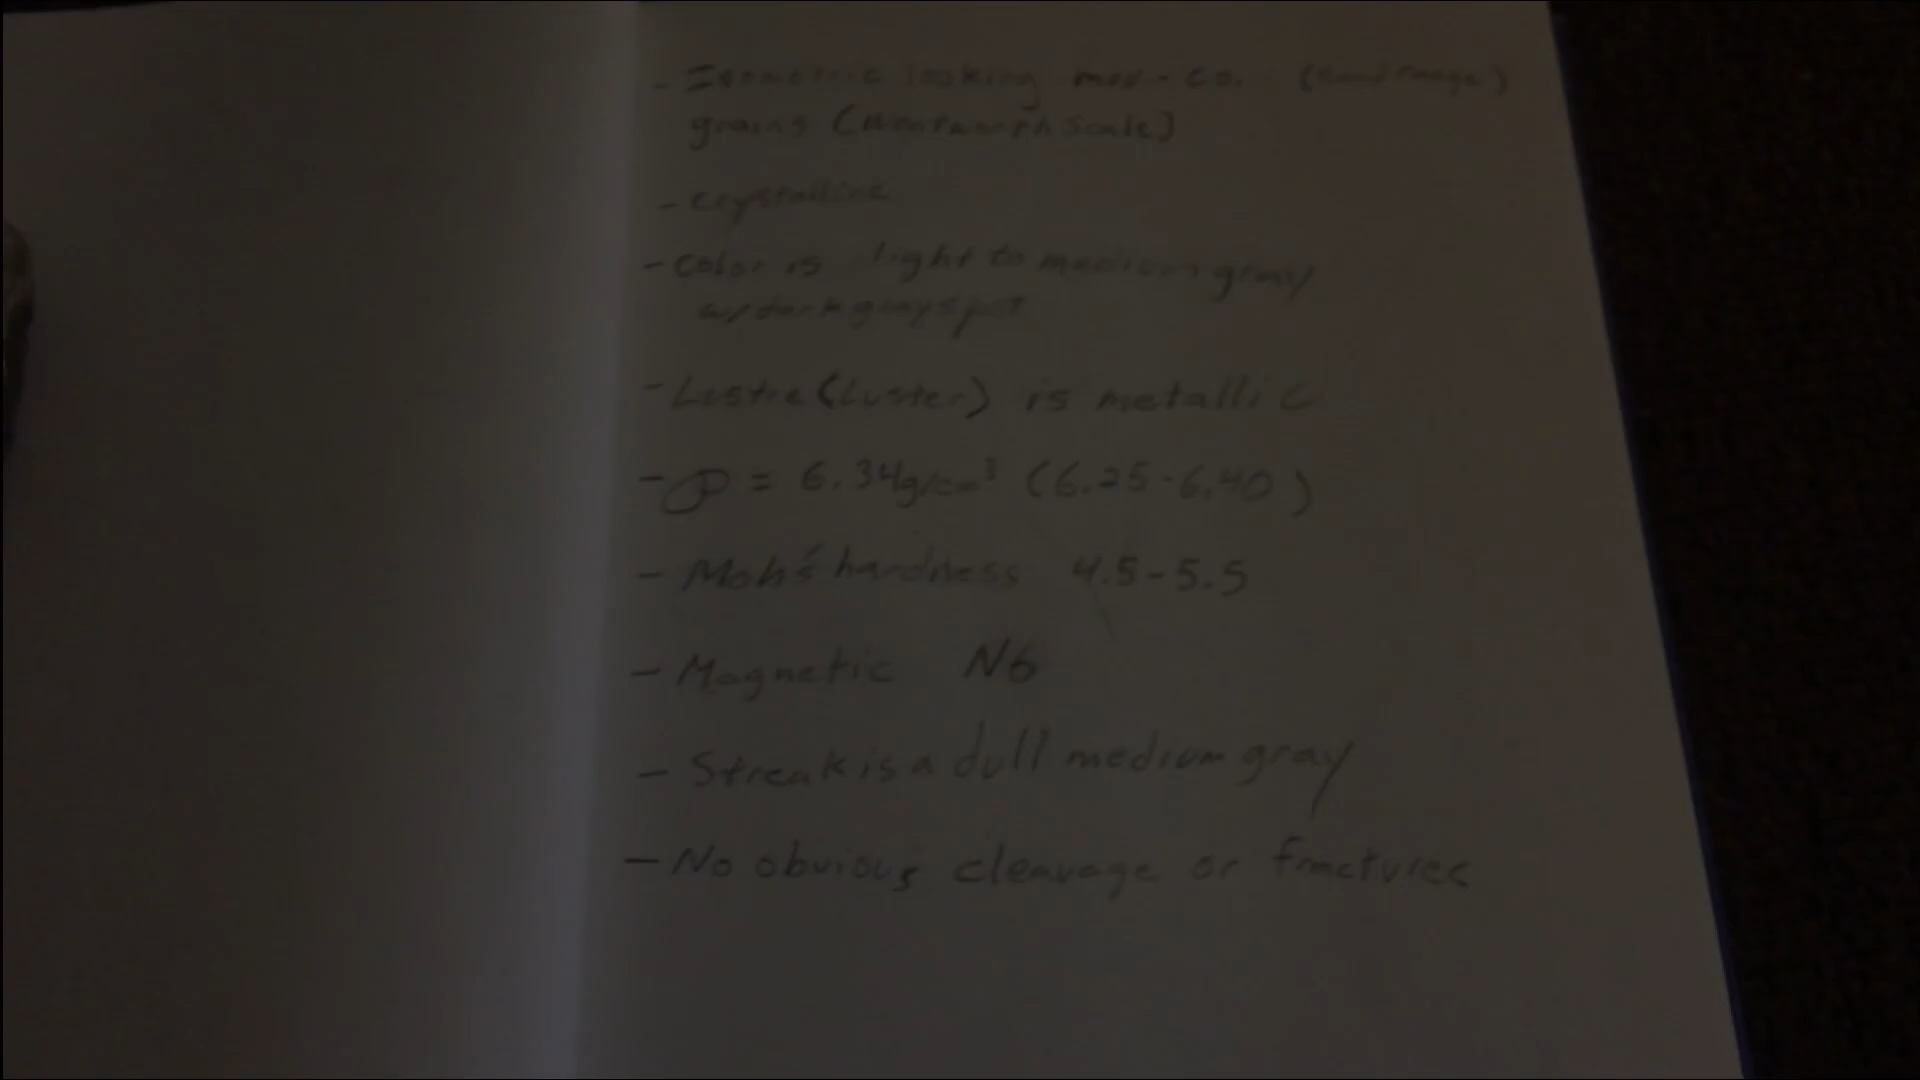 - Isometric looking med - co. (sand range)
grains (Wentworth Scale)
- Crystalline
- Color is light to medium gray
w/dark gray spot
- Lustre (Luster) is metallic
- ρ = 6.34g/cm³ (6.25-6.40)
- Moh's hardness 4.5-5.5
- Magnetic No
- Streak is a dull medium gray
- No obvious cleavage or fractures